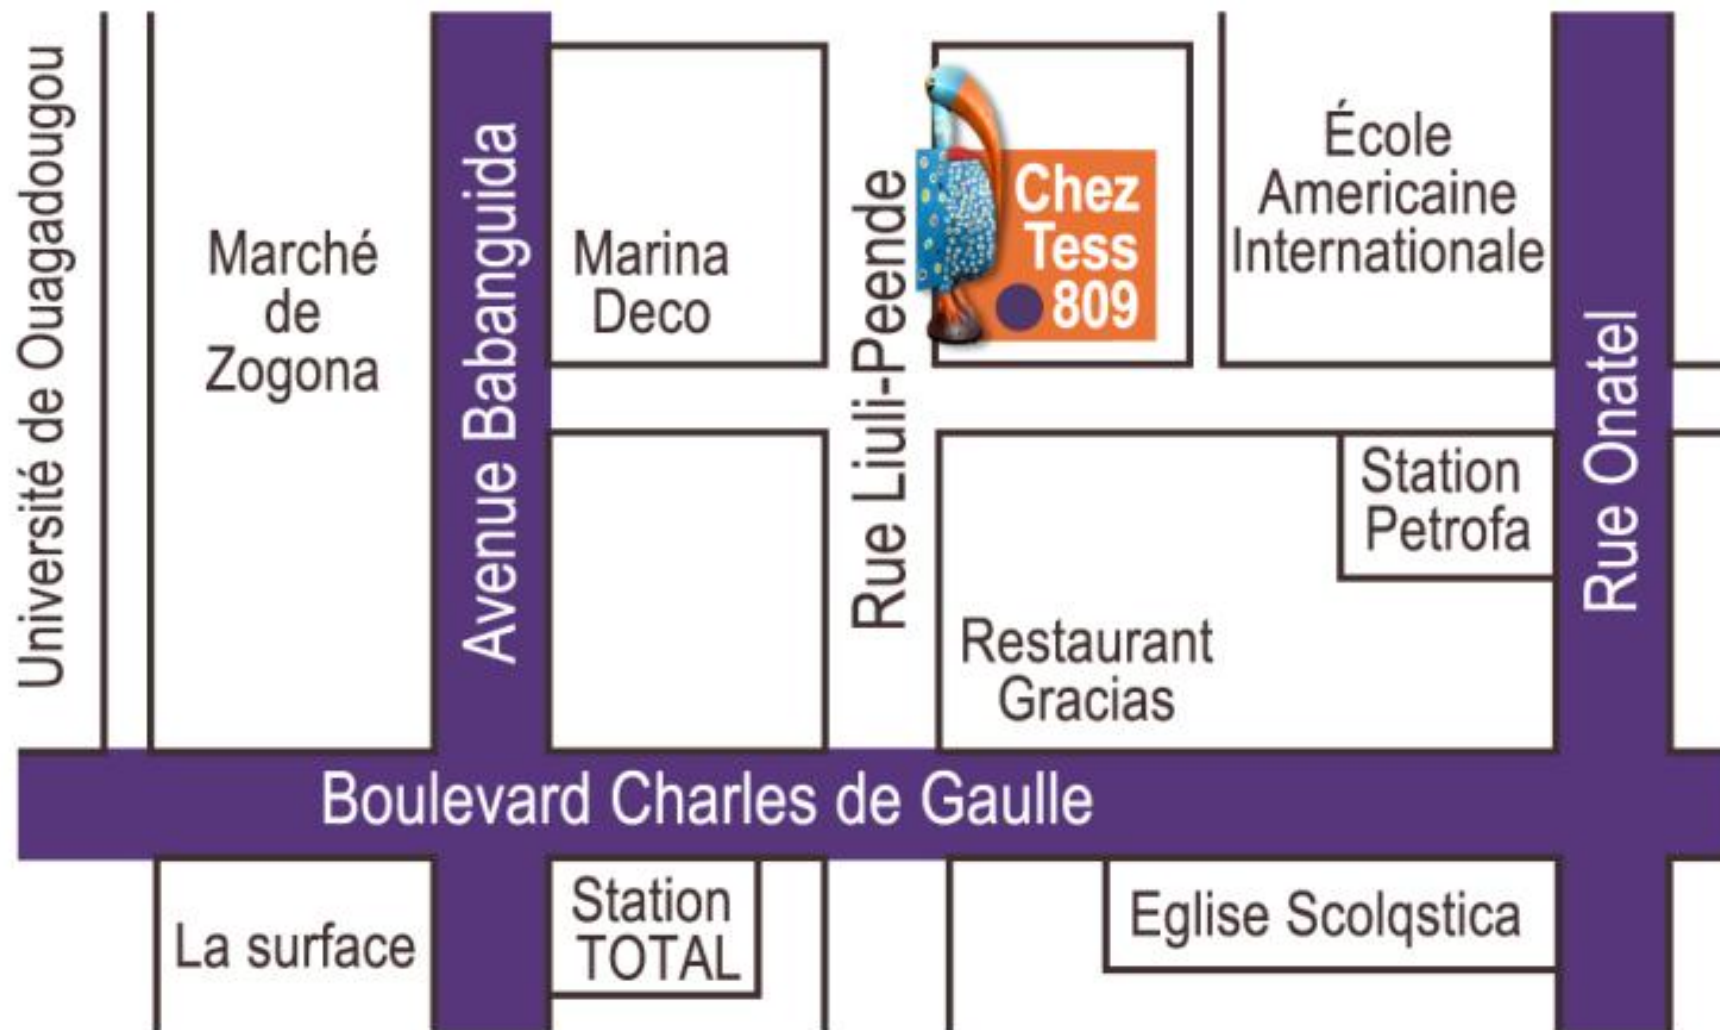 Université de Ouagadougou
Marché
de
Zogona
Avenue Babanguida
Marina
Deco
Rue Liuli-Peende
Chez
Tess
809
École
Americaine
Internationale
Rue Onatel
Station
Petrofa
Restaurant
Gracias
Boulevard Charles de Gaulle
La surface
Station
TOTAL
Eglise Scolqstica